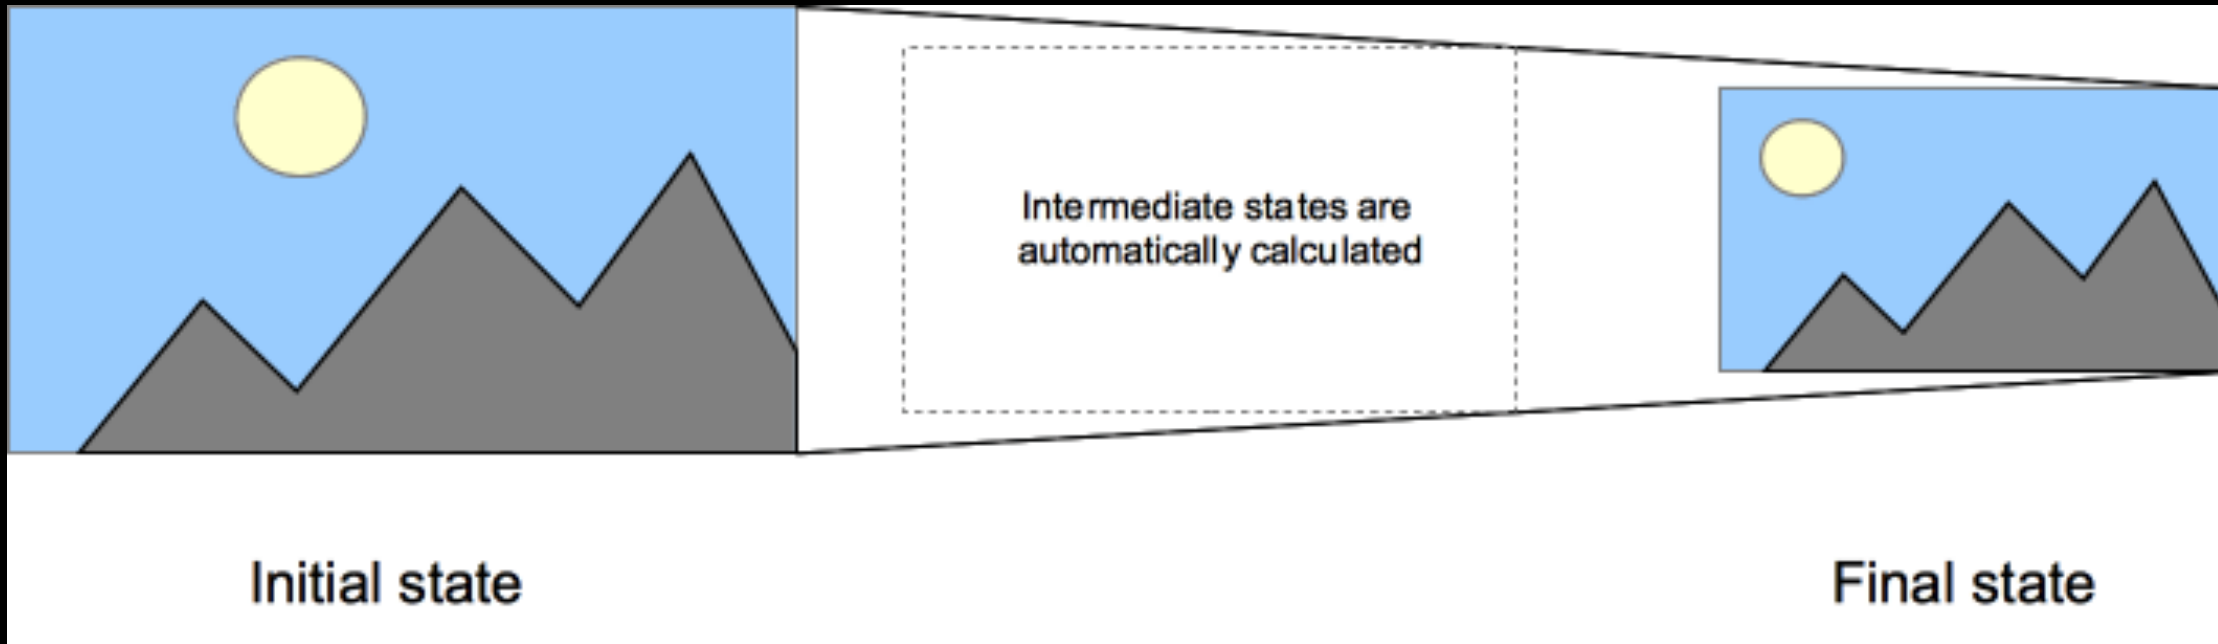 Intermediate states are
automatically calculated
Initial state
Final state